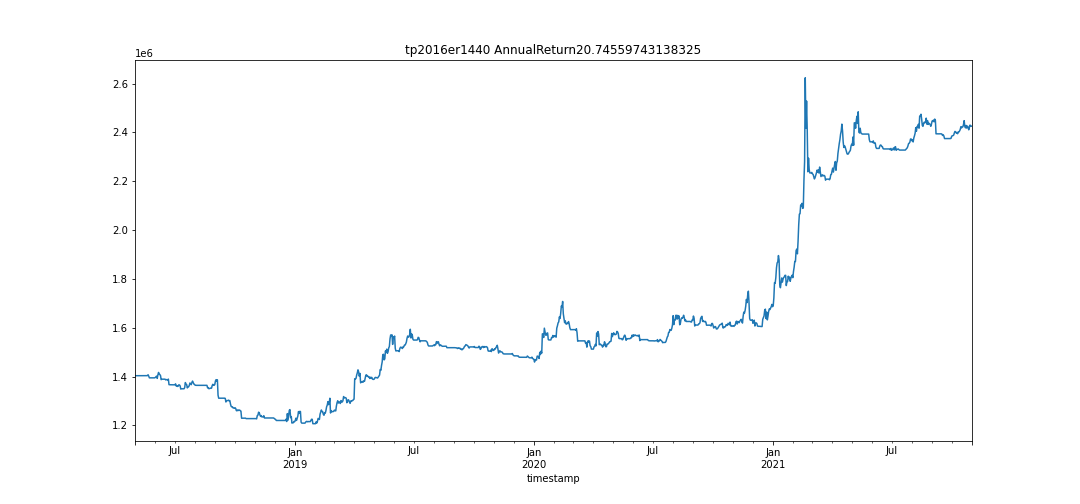 tp2016er1440 AnnualReturn20.74559743138325
1e6
2.6
2.4
2.2
2.0
1.8
1.6
1.4
1.2
Jul Jan Jul Jan Jul Jan Jul
2019 2020 2021
timestamp